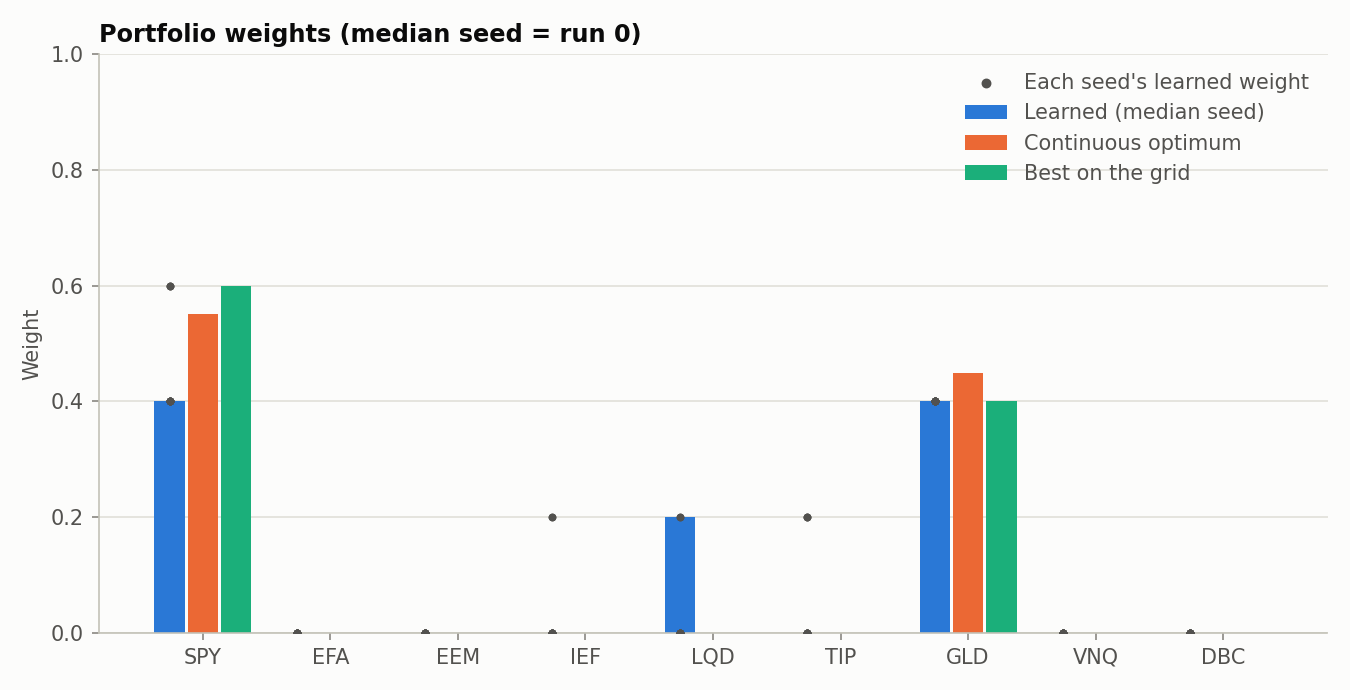 Portfolio weights (median seed = run 0)
1.0
0.8
0.6
0.4
0.2
0.0
Weight
Each seed's learned weight
Learned (median seed)
Continuous optimum
Best on the grid
SPY EFA EEM IEF LQD TIP GLD VNQ DBC